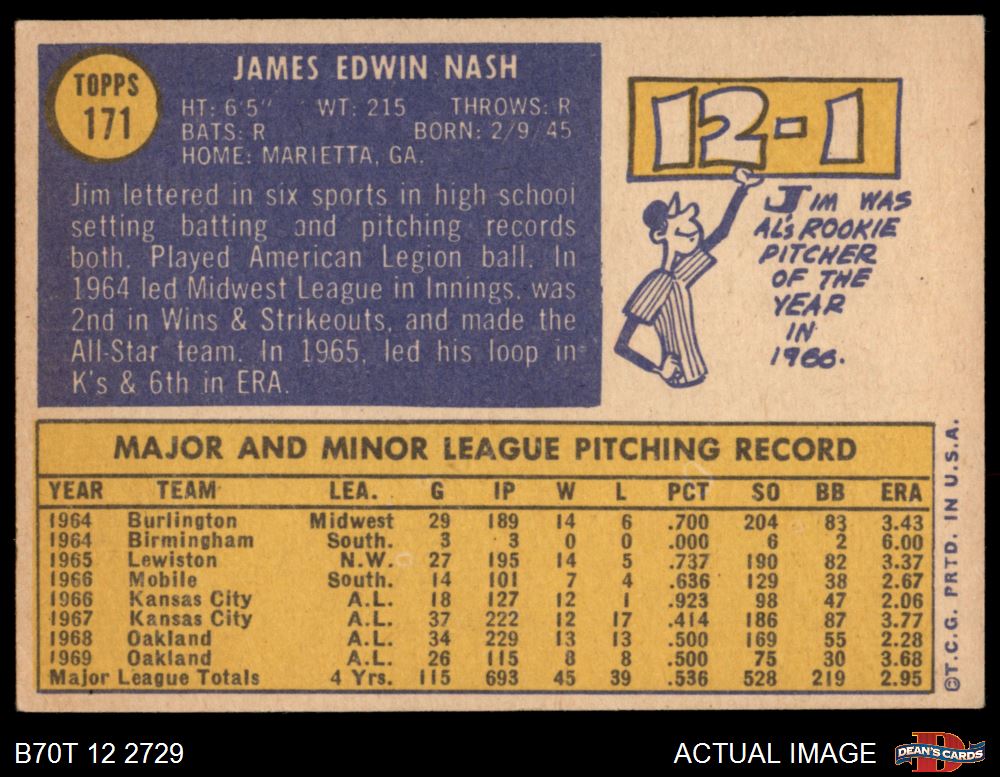 TOPPS
171
JAMES EDWIN NASH
HT: 6'5" WT: 215 THROWS: R
BATS: R BORN: 2/9/45
HOME: MARIETTA, GA.
Jim lettered in six sports in high school
setting batting and pitching records
both. Played American Legion ball. In
1964 led Midwest League in Innings, was
2nd in Wins & Strikeouts, and made the
All-Star team. In 1965, led his loop in
K's & 6th in ERA.
12-1
JIM WAS
AL's ROOKIE
PITCHER
OF THE
YEAR
IN
1966.
MAJOR AND MINOR LEAGUE PITCHING RECORD
YEAR TEAM LEA. G IP W L PCT SO BB ERA
1964 Burlington Midwest 29 189 14 6 .700 204 83 3.43
1964 Birmingham South. 3 3 0 0 .000 6 2 6.00
1965 Lewiston N.W. 27 195 14 5 .737 190 82 3.37
1966 Mobile South. 14 101 7 4 .636 129 38 2.67
1966 Kansas City A.L. 18 127 12 1 .923 98 47 2.06
1967 Kansas City A.L. 37 222 12 17 .414 186 87 3.77
1968 Oakland A.L. 34 229 13 13 .500 169 55 2.28
1969 Oakland A.L. 26 115 8 8 .500 75 30 3.68
Major League Totals 4 Yrs. 115 693 45 39 .536 528 219 2.95
©T.C.G. PRTD. IN U.S.A.
B70T 12 2729
ACTUAL IMAGE
DEAN'S CARDS